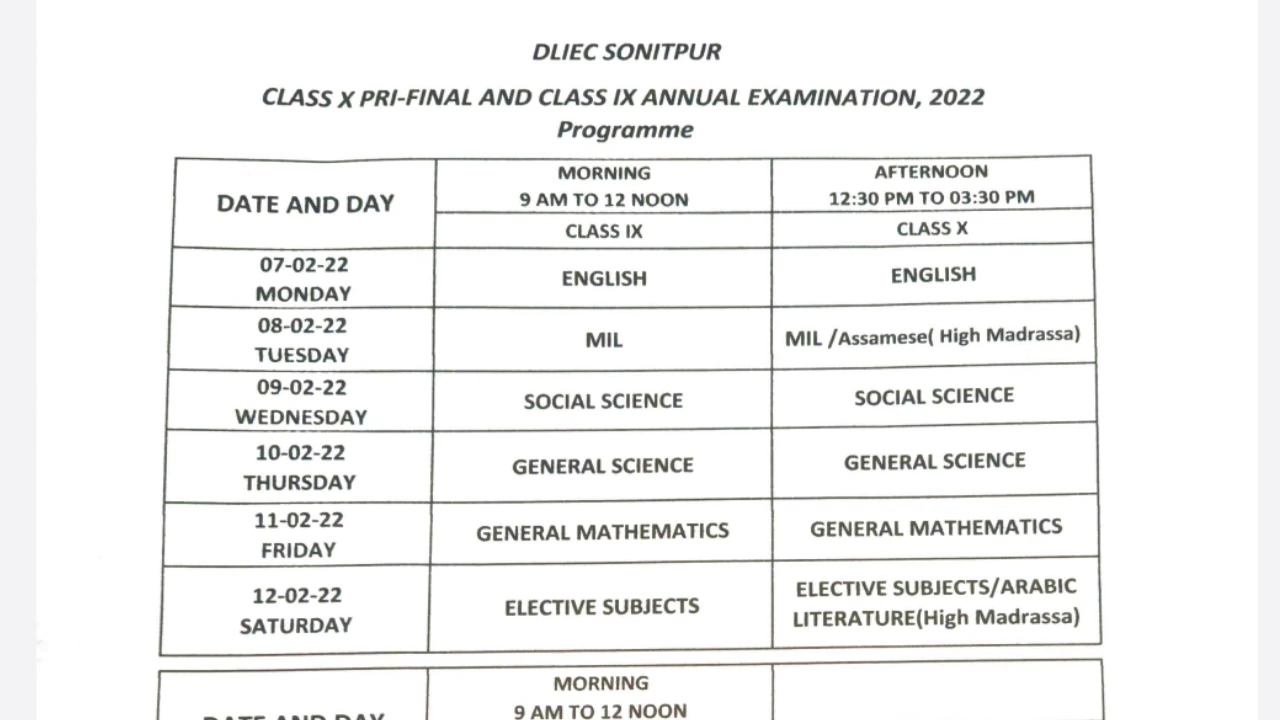 DLIEC SONITPUR
CLASS X PRI-FINAL AND CLASS IX ANNUAL EXAMINATION, 2022
Programme
DATE AND DAY
MORNING
9 AM TO 12 NOON
AFTERNOON
12:30 PM TO 03:30 PM
CLASS IX
CLASS X
07-02-22
MONDAY
ENGLISH
ENGLISH
08-02-22
TUESDAY
MIL
MIL /Assamese( High Madrassa)
09-02-22
WEDNESDAY
SOCIAL SCIENCE
SOCIAL SCIENCE
10-02-22
THURSDAY
GENERAL SCIENCE
GENERAL SCIENCE
11-02-22
FRIDAY
GENERAL MATHEMATICS
GENERAL MATHEMATICS
12-02-22
SATURDAY
ELECTIVE SUBJECTS
ELECTIVE SUBJECTS/ARABIC
LITERATURE(High Madrassa)
MORNING
9 AM TO 12 NOON
DATE AND DAY